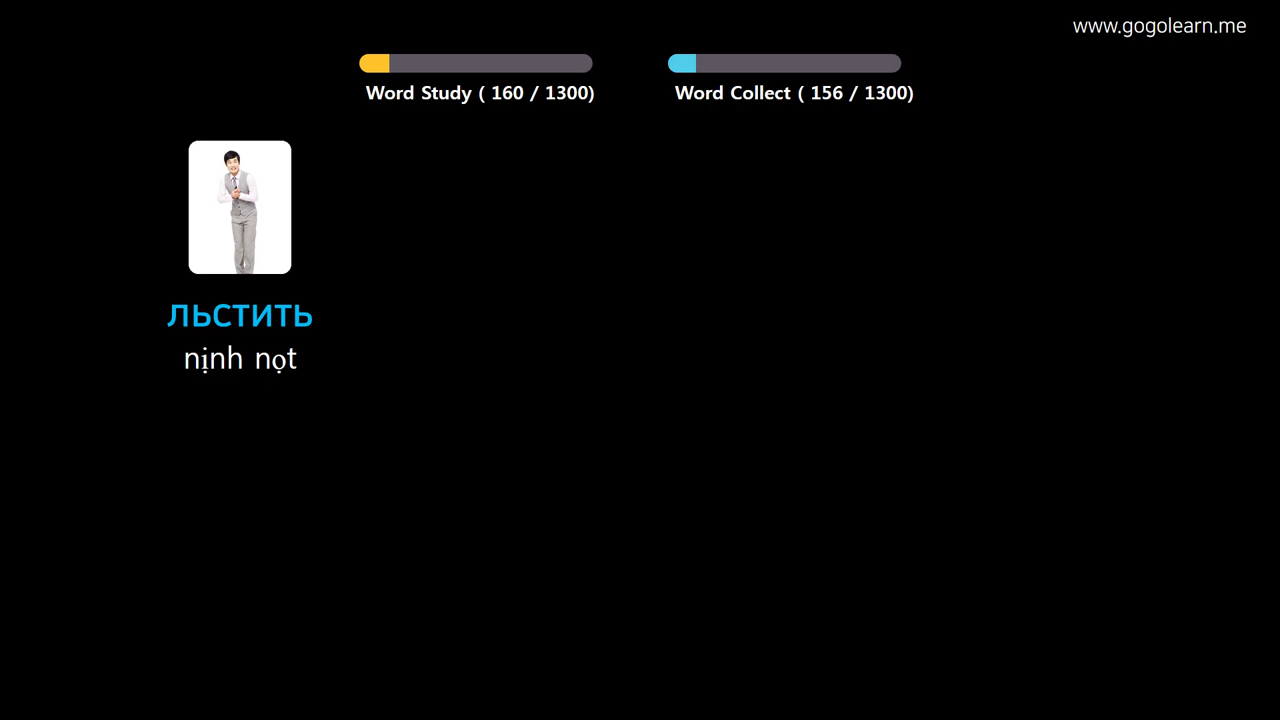 www.gogolearn.me
Word Study ( 160 / 1300)
Word Collect ( 156 / 1300)
льстить
nịnh nọt